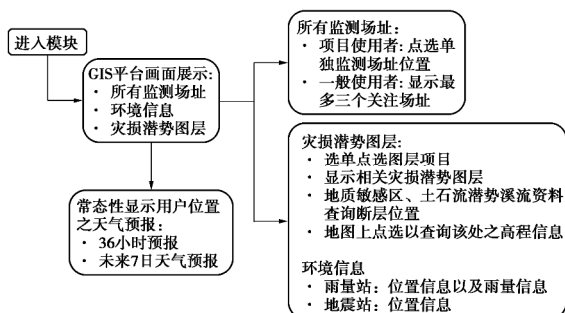 进入模块
GIS平台画面展示:
• 所有监测场址
• 环境信息
• 灾损潜势图层
常态性显示用户位置
之天气预报:
• 36小时预报
• 未来7日天气预报
所有监测场址:
• 项目使用者: 点选单
独监测场址位置
• 一般使用者: 显示最
多三个关注场址
灾损潜势图层:
• 选单点选图层项目
• 显示相关灾损潜势图层
• 地质敏感区、土石流潜势溪流资料
查询断层位置
• 地图上点选以查询该处之高程信息
环境信息
• 雨量站: 位置信息以及雨量信息
• 地震站: 位置信息